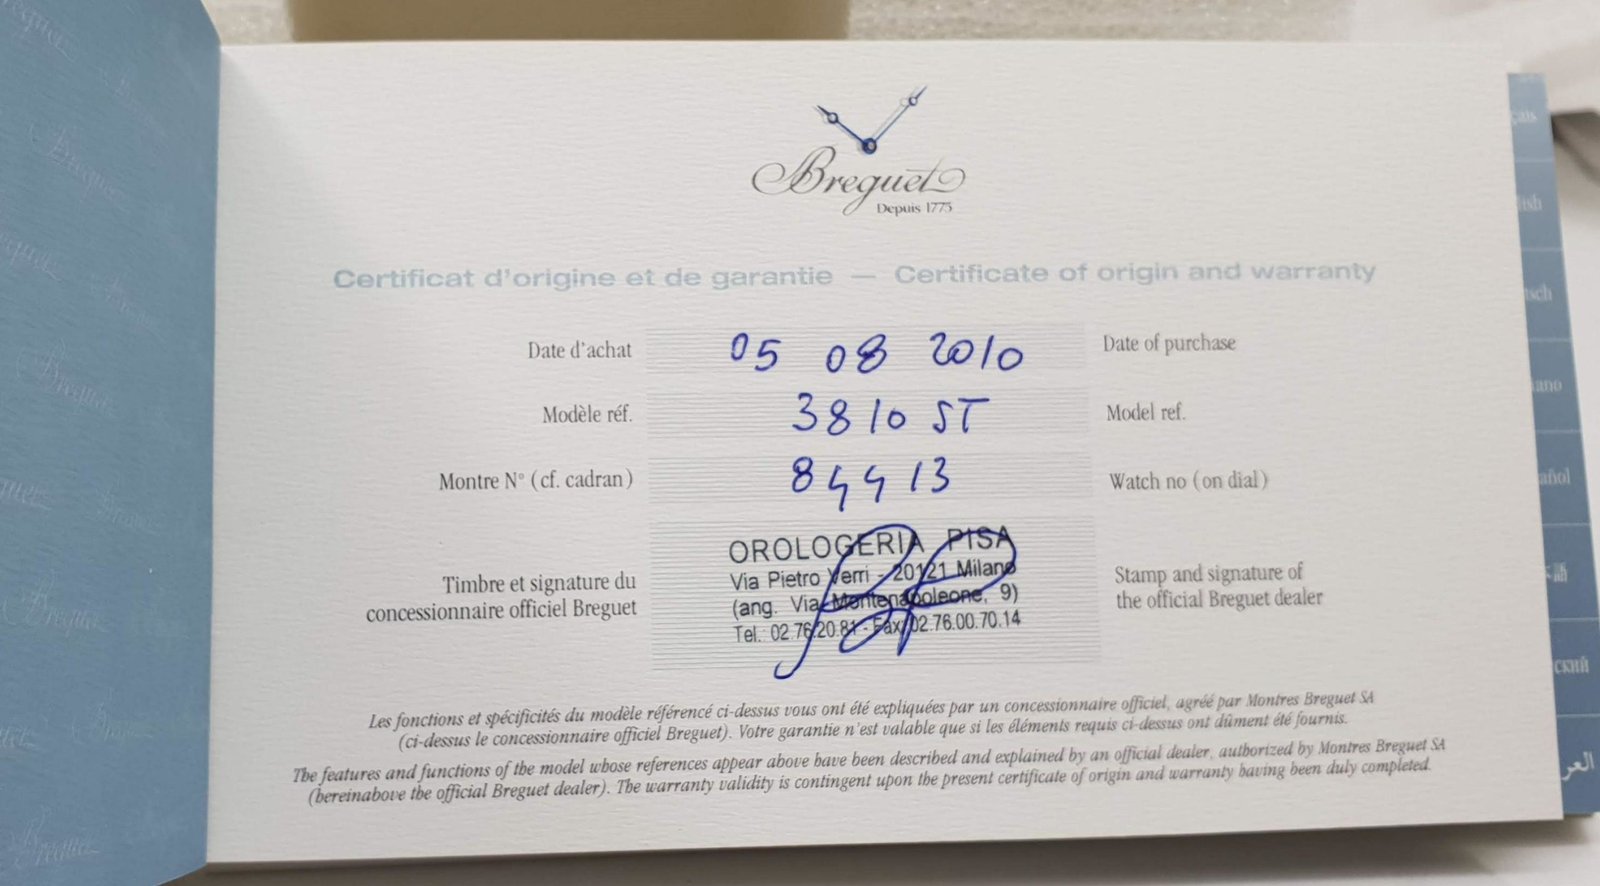 Breguet
Depuis 1775
Certificat d'origine et de garantie — Certificate of origin and warranty
Date d'achat 05 08 2010 Date of purchase
Modèle réf. 3810 ST Model ref.
Montre N° (cf. cadran) 84413 Watch no (on dial)
Timbre et signature du
concessionnaire officiel Breguet
OROLOGERIA PISA
Via Pietro Verri - 20121 Milano
(ang. Via Montenapoleone, 9)
Tel.: 02.76.20.81 - Fax 02.76.00.70.14
Stamp and signature of
the official Breguet dealer
Les fonctions et spécificités du modèle référencé ci-dessus vous ont été expliquées par un concessionnaire officiel, agréé par Montres Breguet SA
(ci-dessus le concessionnaire officiel Breguet). Votre garantie n'est valable que si les éléments requis ci-dessus ont dûment été fournis.
The features and functions of the model whose references appear above have been described and explained by an official dealer, authorized by Montres Breguet SA
(hereinabove the official Breguet dealer). The warranty validity is contingent upon the present certificate of origin and warranty having been duly completed.